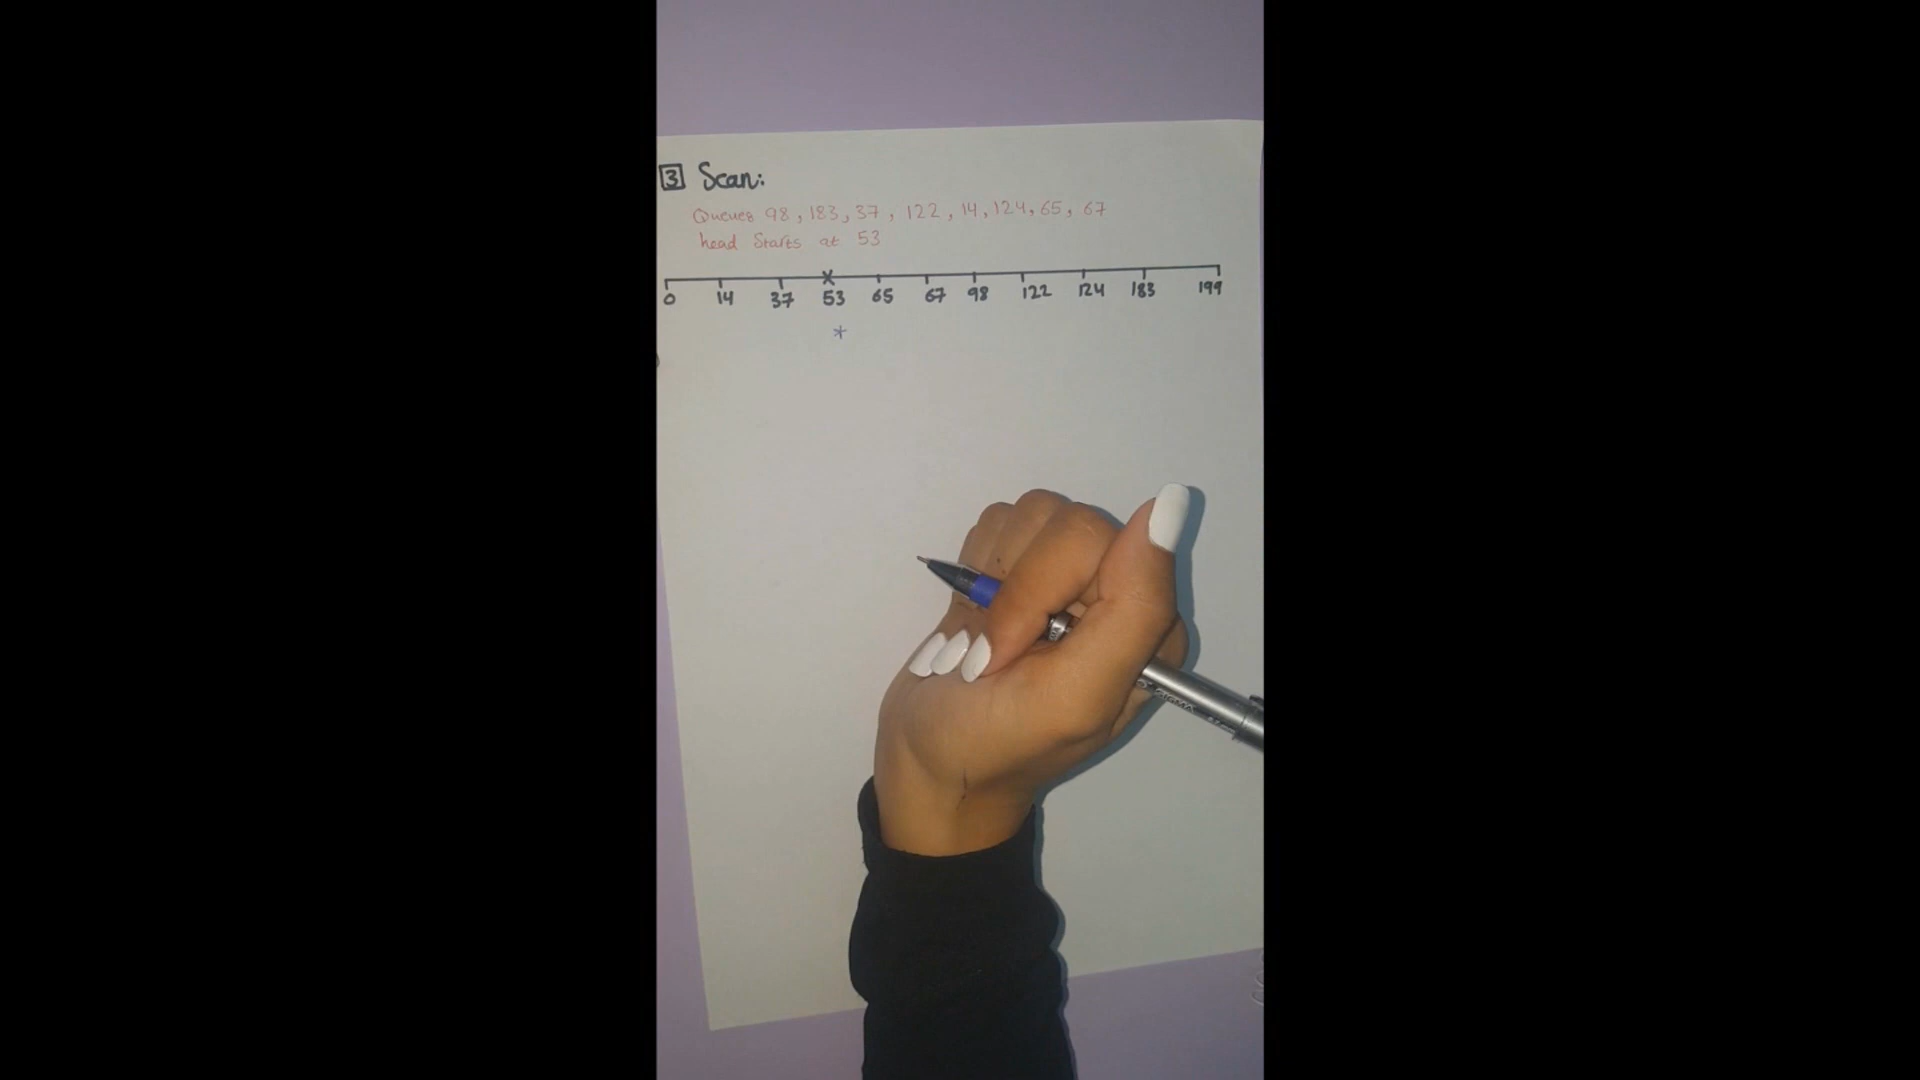 3 Scan:
Queues 98, 183, 37, 122, 14, 124, 65, 67
head Starts at 53
0 14 37 53 65 67 98 122 124 183 199
*